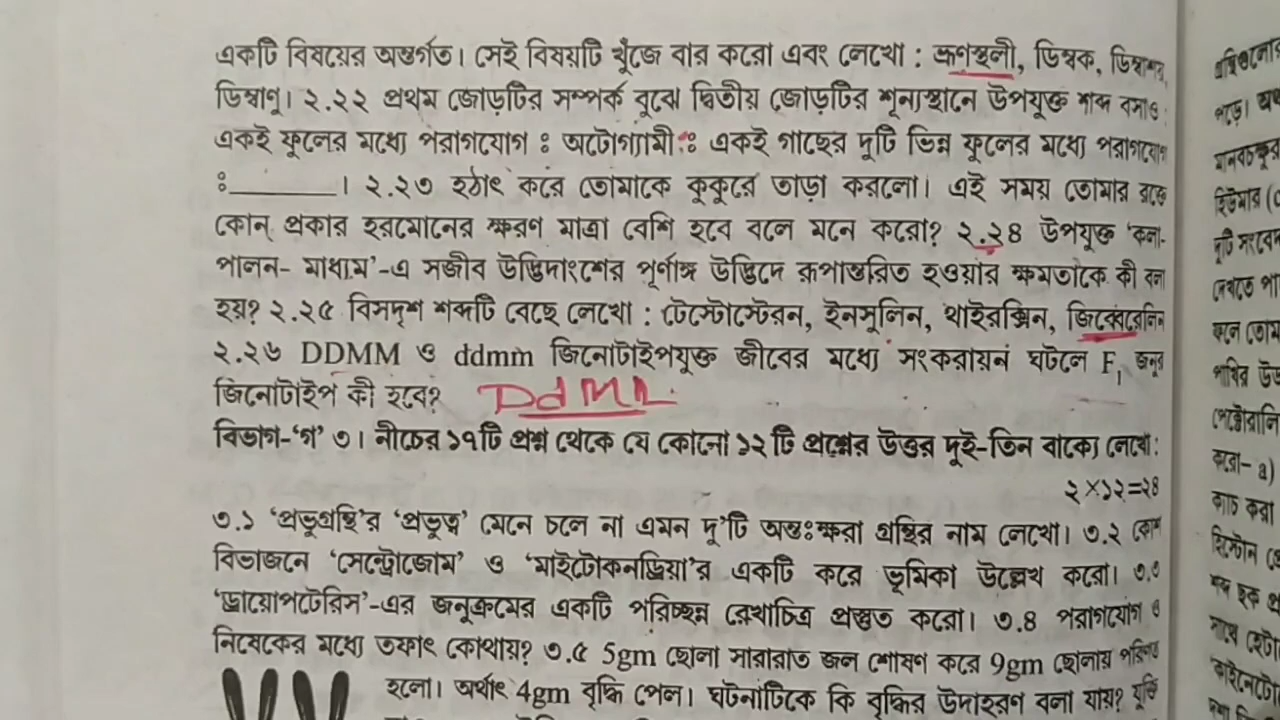 একটি বিষয়ের অন্তর্গত। সেই বিষয়টি খুঁজে বার করো এবং লেখো : ভ্রূণস্থলী, ডিম্বক, ডিম্বাশয়,
ডিম্বাণু। ২.২২ প্রথম জোড়টির সম্পর্ক বুঝে দ্বিতীয় জোড়টির শূন্যস্থানে উপযুক্ত শব্দ বসাও :
একই ফুলের মধ্যে পরাগযোগ ঃ অটোগ্যামী ঃঃ একই গাছের দুটি ভিন্ন ফুলের মধ্যে পরাগযোগ
ঃ________। ২.২৩ হঠাৎ করে তোমাকে কুকুরে তাড়া করলো। এই সময় তোমার রক্তে
কোন্ প্রকার হরমোনের ক্ষরণ মাত্রা বেশি হবে বলে মনে করো? ২.২৪ উপযুক্ত ‘কলা-
পালন- মাধ্যম’-এ সজীব উদ্ভিদাংশের পূর্ণাঙ্গ উদ্ভিদে রূপান্তরিত হওয়ার ক্ষমতাকে কী বলা
হয়? ২.২৫ বিসদৃশ শব্দটি বেছে লেখো : টেস্টোস্টেরন, ইনসুলিন, থাইরক্সিন, জিব্বেরেলিন
২.২৬ DDMM ও ddmm জিনোটাইপযুক্ত জীবের মধ্যে সংকরায়ন ঘটলে F₁ জনুর
জিনোটাইপ কী হবে? DdMm
বিভাগ-‘গ’ ৩। নীচের ১৭টি প্রশ্ন থেকে যে কোনো ১২টি প্রশ্নের উত্তর দুই-তিন বাক্যে লেখো:
২×১২=২৪
৩.১ ‘প্রভুগ্রন্থি’র ‘প্রভুত্ব’ মেনে চলে না এমন দু’টি অন্তঃক্ষরা গ্রন্থির নাম লেখো। ৩.২ কোশ
বিভাজনে ‘সেন্ট্রোজোম’ ও ‘মাইটোকনড্রিয়া’র একটি করে ভূমিকা উল্লেখ করো। ৩.৩
‘ড্রায়োপটেরিস’-এর জনুক্রমের একটি পরিচ্ছন্ন রেখাচিত্র প্রস্তুত করো। ৩.৪ পরাগযোগ ও
নিষেকের মধ্যে তফাৎ কোথায়? ৩.৫ 5gm ছোলা সারারাত জল শোষণ করে 9gm ছোলায় পরিণত
হলো। অর্থাৎ 4gm বৃদ্ধি পেল। ঘটনাটিকে কি বৃদ্ধির উদাহরণ বলা যায়? যুক্তি